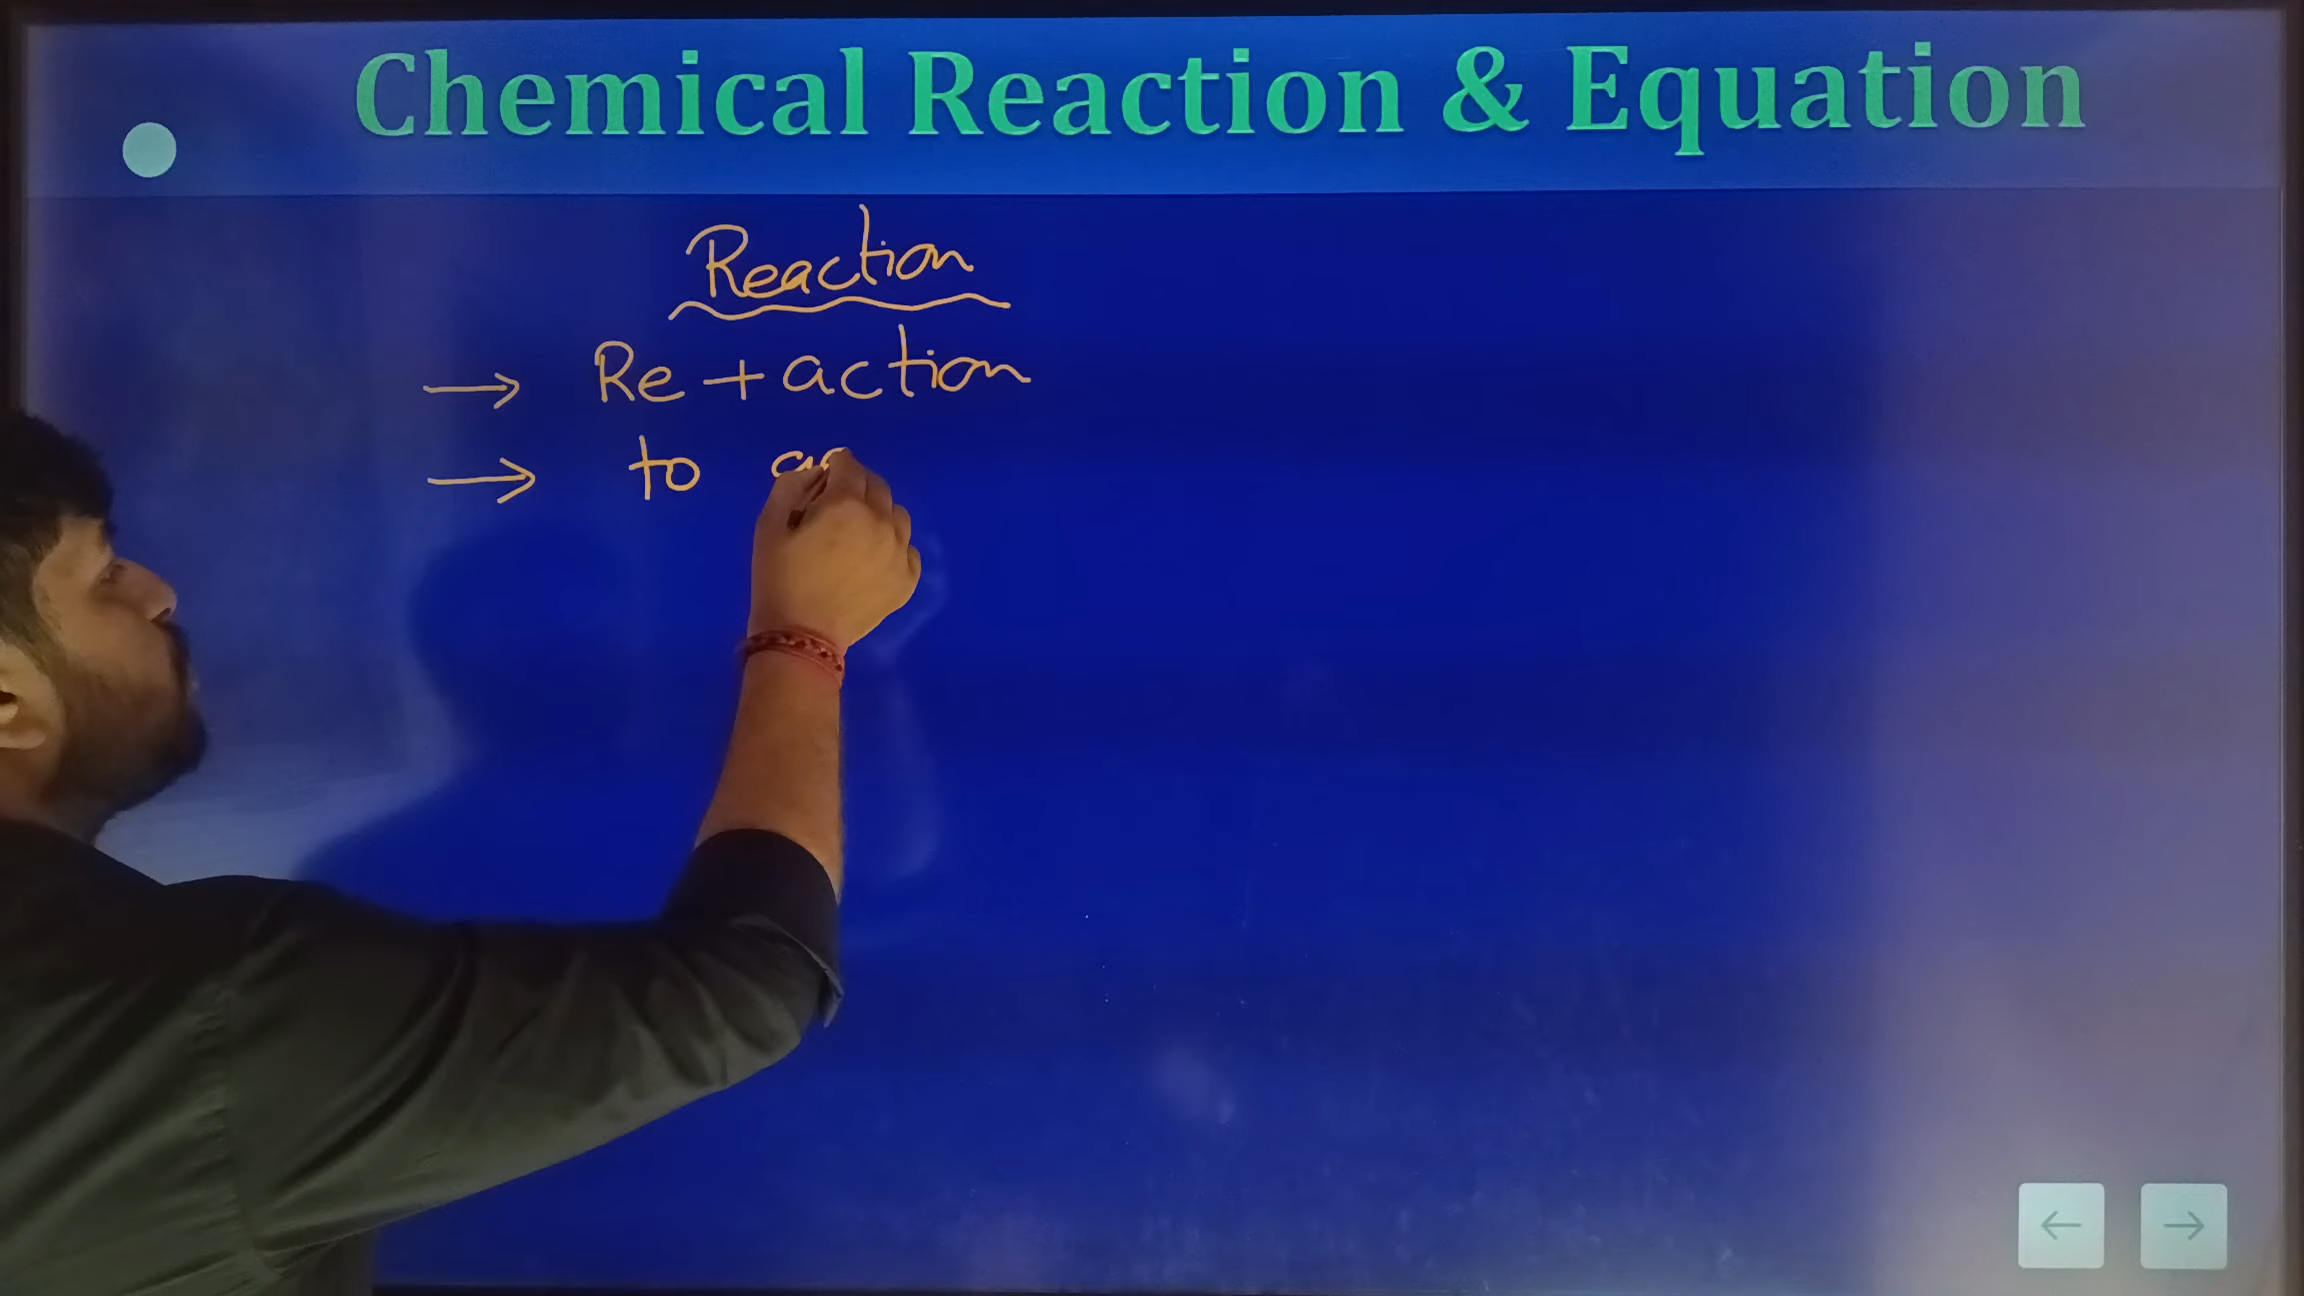 Chemical Reaction & Equation
Reaction
→ Re + action
→ to